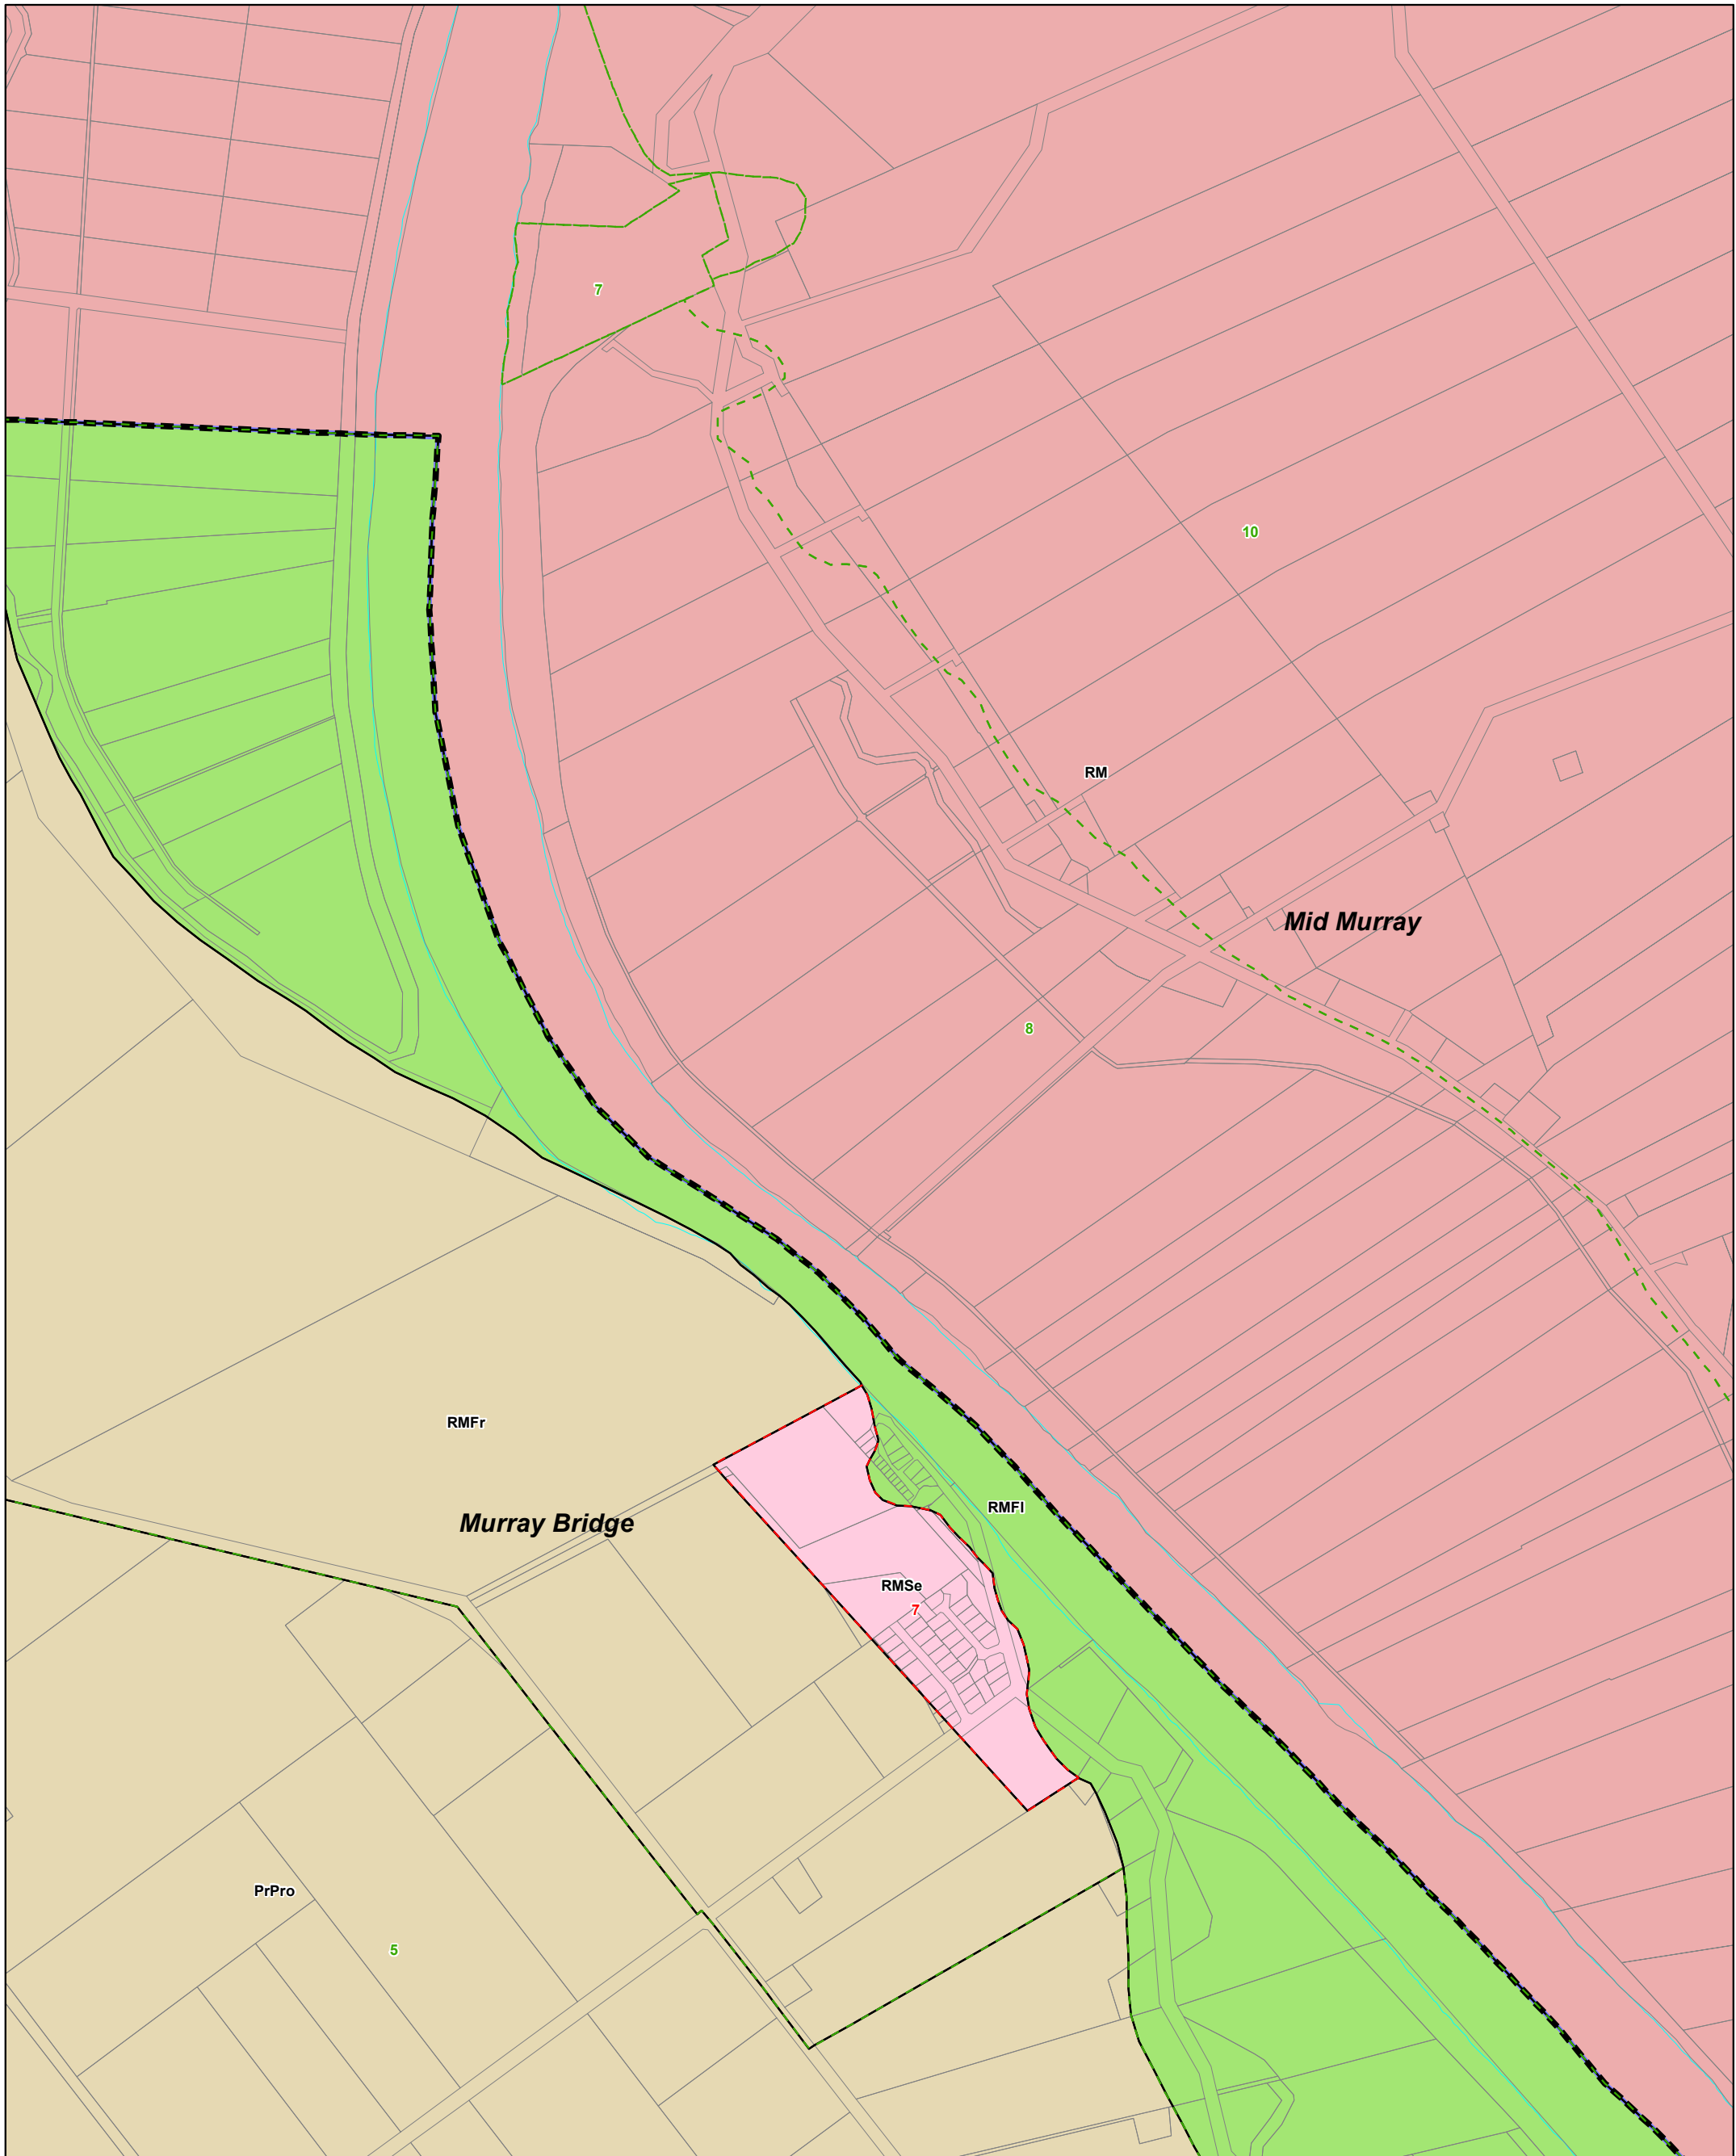 7
10
RM
Mid Murray
8
RMFr
RMFl
Murray Bridge
RMSe
7
PrPro
5